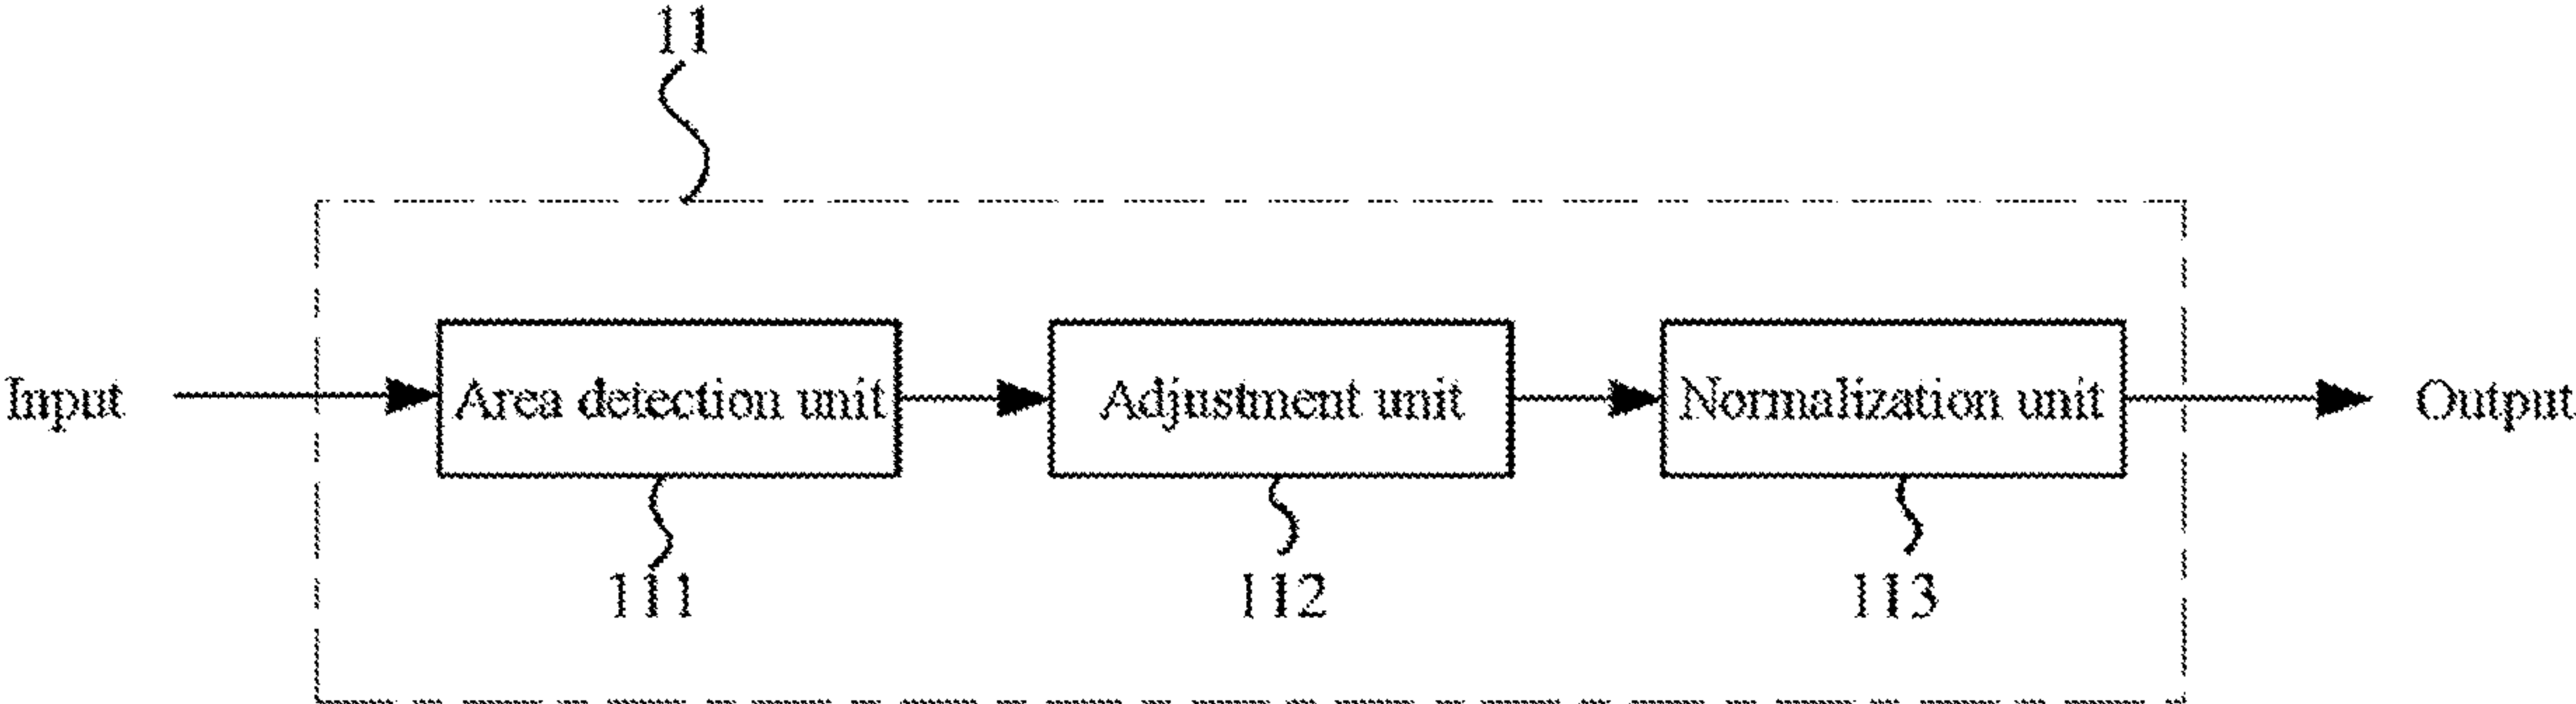 11
Input
Area detection unit
Adjustment unit
Normalization unit
Output
111
112
113